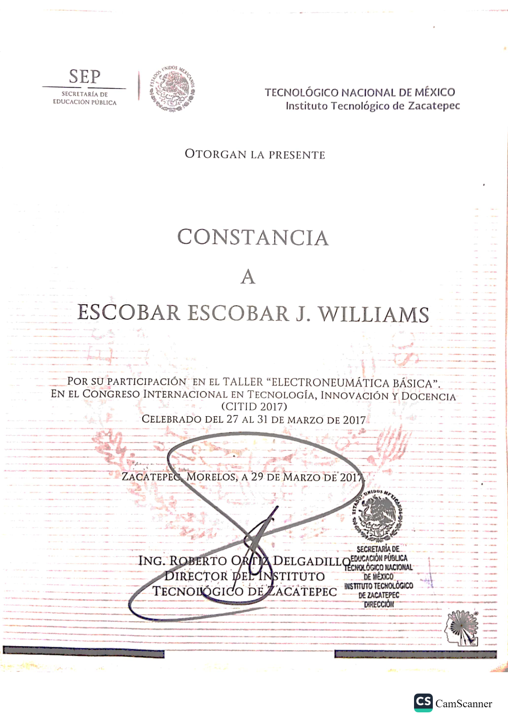 SEP
SECRETARÍA DE
EDUCACIÓN PÚBLICA
TECNOLÓGICO NACIONAL DE MÉXICO
Instituto Tecnológico de Zacatepec
OTORGAN LA PRESENTE
CONSTANCIA
A
ESCOBAR ESCOBAR J. WILLIAMS
POR SU PARTICIPACIÓN EN EL TALLER “ELECTRONEUMÁTICA BÁSICA”.
EN EL CONGRESO INTERNACIONAL EN TECNOLOGÍA, INNOVACIÓN Y DOCENCIA
(CITID 2017)
CELEBRADO DEL 27 AL 31 DE MARZO DE 2017
ZACATEPEC, MORELOS, A 29 DE MARZO DE 2017
ING. ROBERTO ORTIZ DELGADILLO
DIRECTOR DEL INSTITUTO
TECNOLÓGICO DE ZACATEPEC
ESTADOS UNIDOS MEXICANOS
SECRETARÍA DE
EDUCACIÓN PÚBLICA
TECNOLÓGICO NACIONAL
DE MÉXICO
INSTITUTO TECNOLÓGICO
DE ZACATEPEC
DIRECCIÓN
CS CamScanner